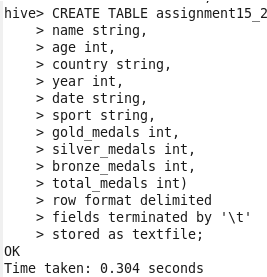 hive> CREATE TABLE assignment15_2
> name string,
> age int,
> country string,
> year int,
> date string,
> sport string,
> gold_medals int,
> silver_medals int,
> bronze_medals int,
> total_medals int)
> row format delimited
> fields terminated by '\t'
> stored as textfile;
OK
Time taken: 0.304 seconds